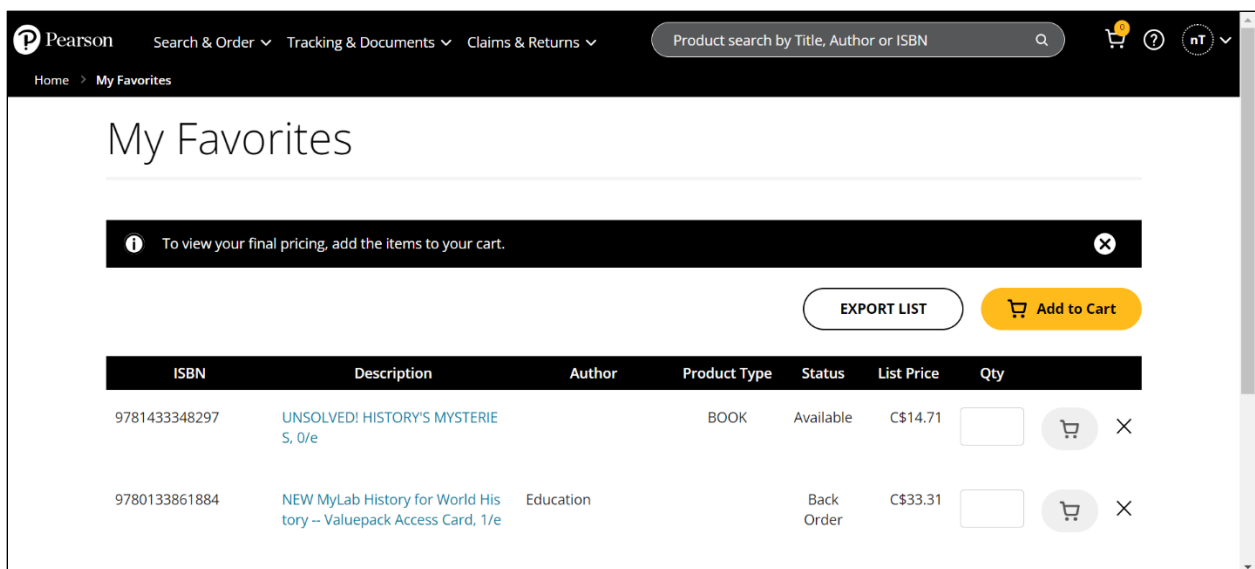 Pearson Search & Order Tracking & Documents Claims & Returns Product search by Title, Author or ISBN 0 ? nT
Home > My Favorites
My Favorites
i To view your final pricing, add the items to your cart.
EXPORT LIST Add to Cart
ISBN Description Author Product Type Status List Price Qty
9781433348297 UNSOLVED! HISTORY'S MYSTERIE BOOK Available C$14.71
S, 0/e
9780133861884 NEW MyLab History for World His Education Back C$33.31
tory -- Valuepack Access Card, 1/e Order